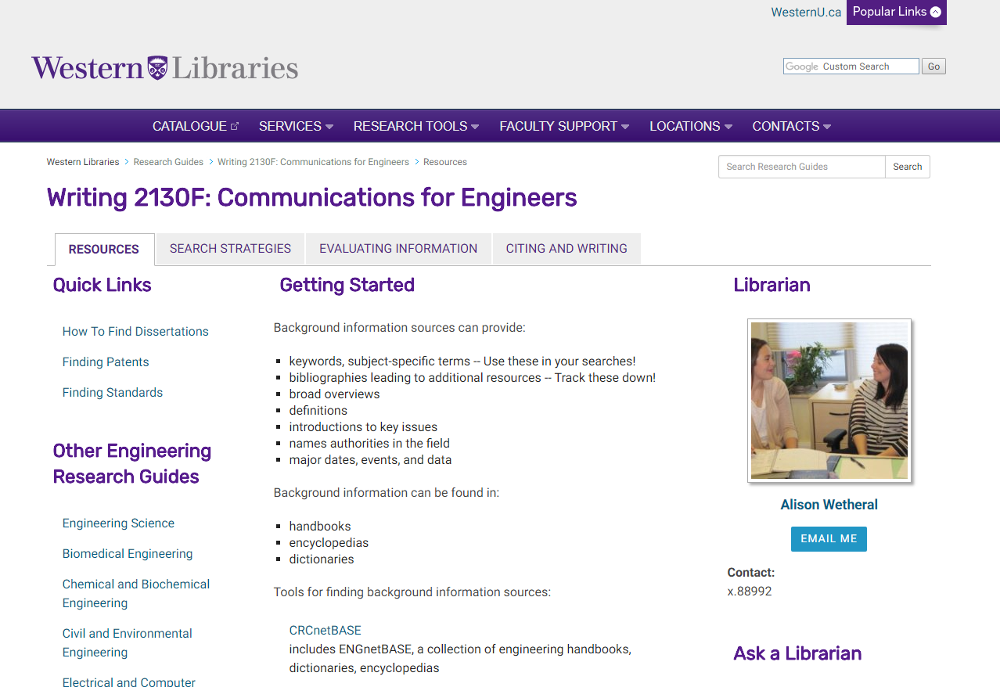 WesternU.ca Popular Links
Western Libraries
Google Custom Search Go
CATALOGUE SERVICES RESEARCH TOOLS FACULTY SUPPORT LOCATIONS CONTACTS
Western Libraries > Research Guides > Writing 2130F: Communications for Engineers > Resources
Search Research Guides Search
Writing 2130F: Communications for Engineers
RESOURCES SEARCH STRATEGIES EVALUATING INFORMATION CITING AND WRITING
Quick Links
How To Find Dissertations
Finding Patents
Finding Standards
Other Engineering
Research Guides
Engineering Science
Biomedical Engineering
Chemical and Biochemical
Engineering
Civil and Environmental
Engineering
Electrical and Computer
Getting Started
Background information sources can provide:
keywords, subject-specific terms -- Use these in your searches!
bibliographies leading to additional resources -- Track these down!
broad overviews
definitions
introductions to key issues
names authorities in the field
major dates, events, and data
Background information can be found in:
handbooks
encyclopedias
dictionaries
Tools for finding background information sources:
CRCnetBASE
includes ENGnetBASE, a collection of engineering handbooks,
dictionaries, encyclopedias
Librarian
Alison Wetheral
EMAIL ME
Contact:
x.88992
Ask a Librarian